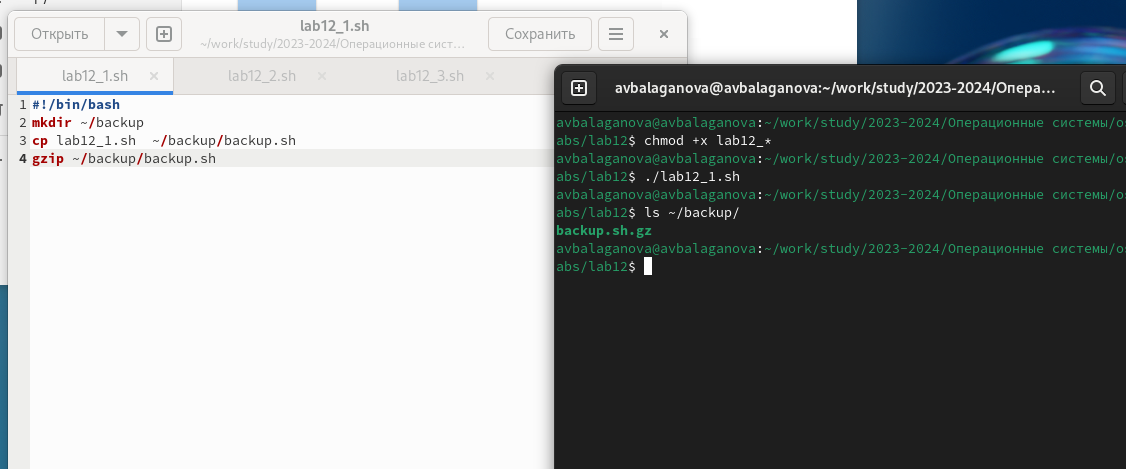 lab12_1.sh
Открыть
~/work/study/2023-2024/Операционные сист…
Сохранить
lab12_1.sh
lab12_2.sh
lab12_3.sh
1 #!/bin/bash
2 mkdir ~/backup
3 cp lab12_1.sh  ~/backup/backup.sh
4 gzip ~/backup/backup.sh
avbalaganova@avbalaganova:~/work/study/2023-2024/Опера…
avbalaganova@avbalaganova:~/work/study/2023-2024/Операционные системы/os
abs/lab12$ chmod +x lab12_*
avbalaganova@avbalaganova:~/work/study/2023-2024/Операционные системы/os
abs/lab12$ ./lab12_1.sh
avbalaganova@avbalaganova:~/work/study/2023-2024/Операционные системы/os
abs/lab12$ ls ~/backup/
backup.sh.gz
avbalaganova@avbalaganova:~/work/study/2023-2024/Операционные системы/os
abs/lab12$